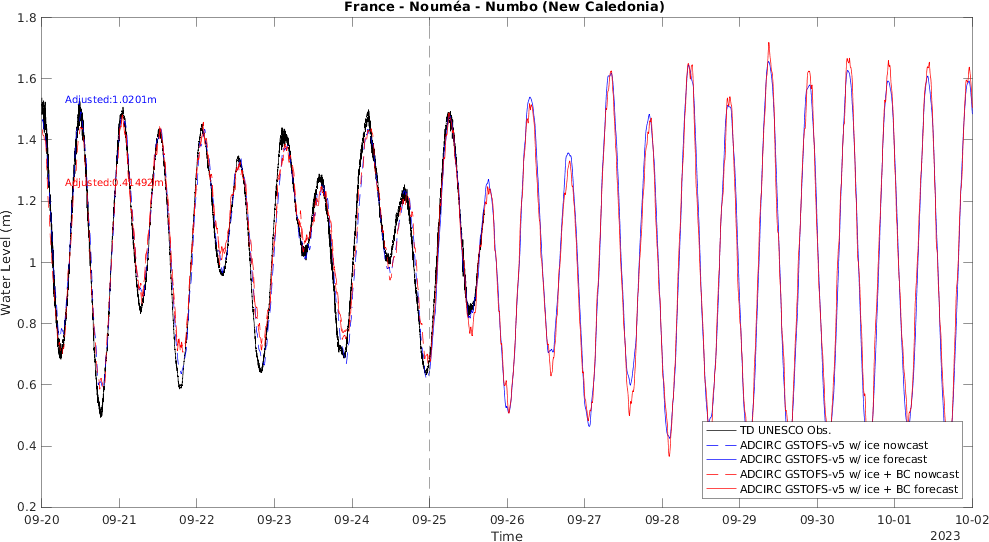 France - Nouméa - Numbo (New Caledonia)
1.8
1.6
1.4
1.2
1
0.8
0.6
0.4
0.2
Water Level (m)
Adjusted:1.0201m
Adjusted:0.41492m
TD UNESCO Obs.
ADCIRC GSTOFS-v5 w/ ice nowcast
ADCIRC GSTOFS-v5 w/ ice forecast
ADCIRC GSTOFS-v5 w/ ice + BC nowcast
ADCIRC GSTOFS-v5 w/ ice + BC forecast
09-20 09-21 09-22 09-23 09-24 09-25 09-26 09-27 09-28 09-29 09-30 10-01 10-02
Time
2023